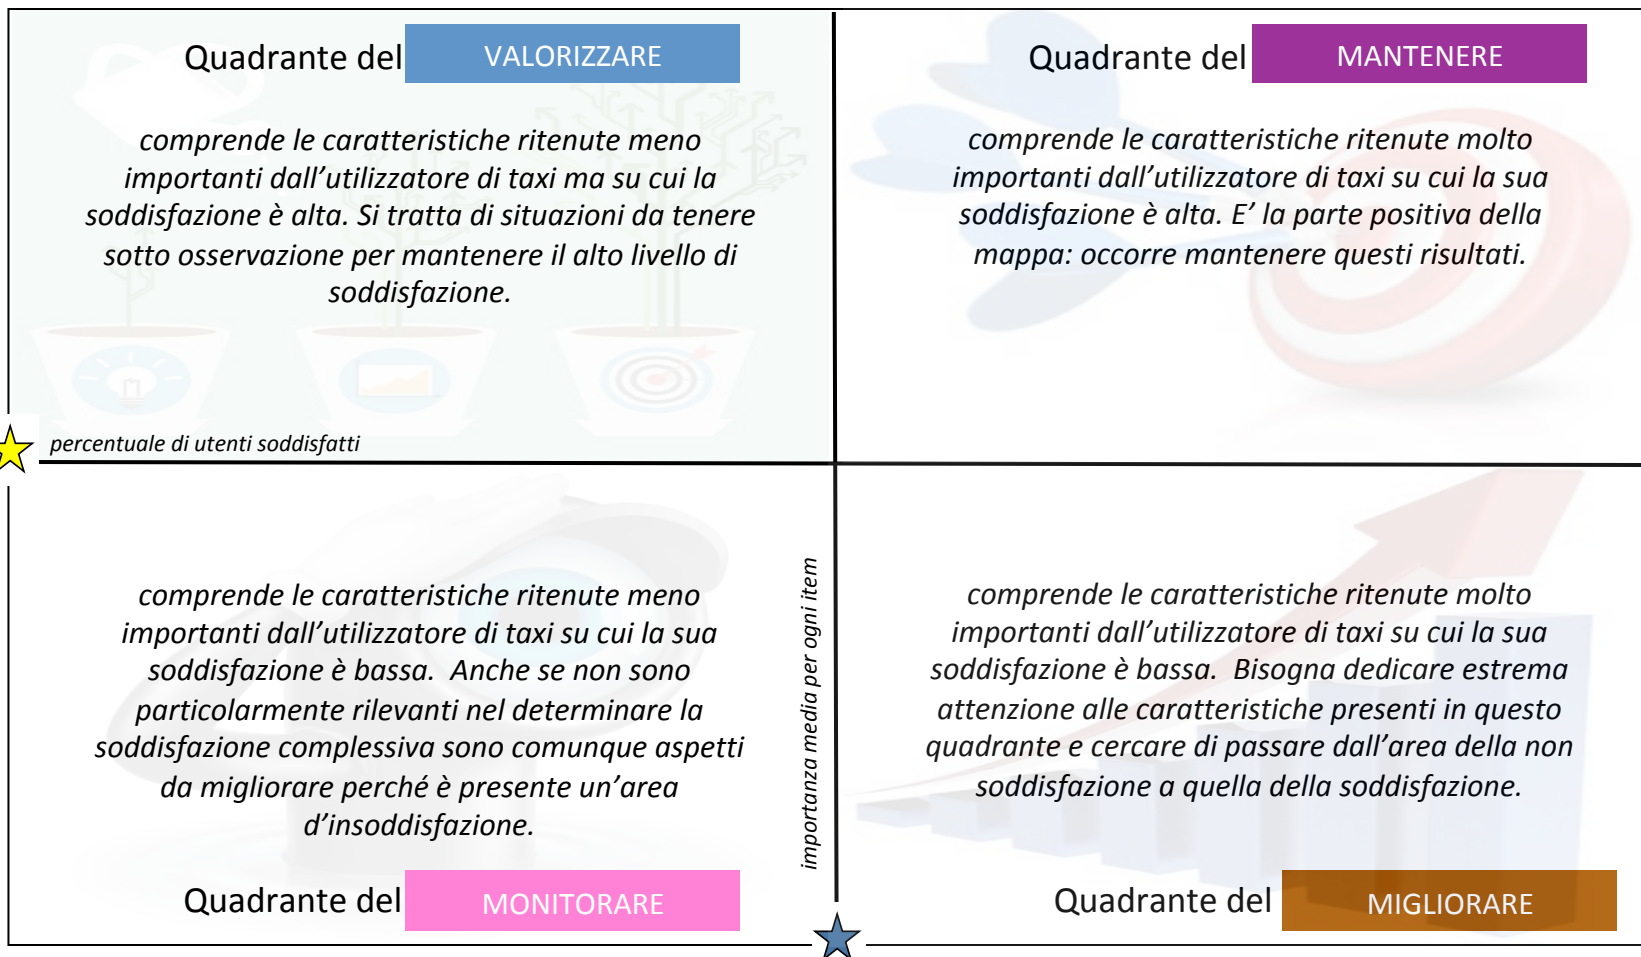 Quadrante del VALORIZZARE
comprende le caratteristiche ritenute meno
importanti dall’utilizzatore di taxi ma su cui la
soddisfazione è alta. Si tratta di situazioni da tenere
sotto osservazione per mantenere il alto livello di
soddisfazione.
Quadrante del MANTENERE
comprende le caratteristiche ritenute molto
importanti dall’utilizzatore di taxi su cui la sua
soddisfazione è alta. E’ la parte positiva della
mappa: occorre mantenere questi risultati.
percentuale di utenti soddisfatti
comprende le caratteristiche ritenute meno
importanti dall’utilizzatore di taxi su cui la sua
soddisfazione è bassa.  Anche se non sono
particolarmente rilevanti nel determinare la
soddisfazione complessiva sono comunque aspetti
da migliorare perché è presente un’area
d’insoddisfazione.
Quadrante del MONITORARE
importanza media per ogni item
comprende le caratteristiche ritenute molto
importanti dall’utilizzatore di taxi su cui la sua
soddisfazione è bassa.  Bisogna dedicare estrema
attenzione alle caratteristiche presenti in questo
quadrante e cercare di passare dall’area della non
soddisfazione a quella della soddisfazione.
Quadrante del MIGLIORARE